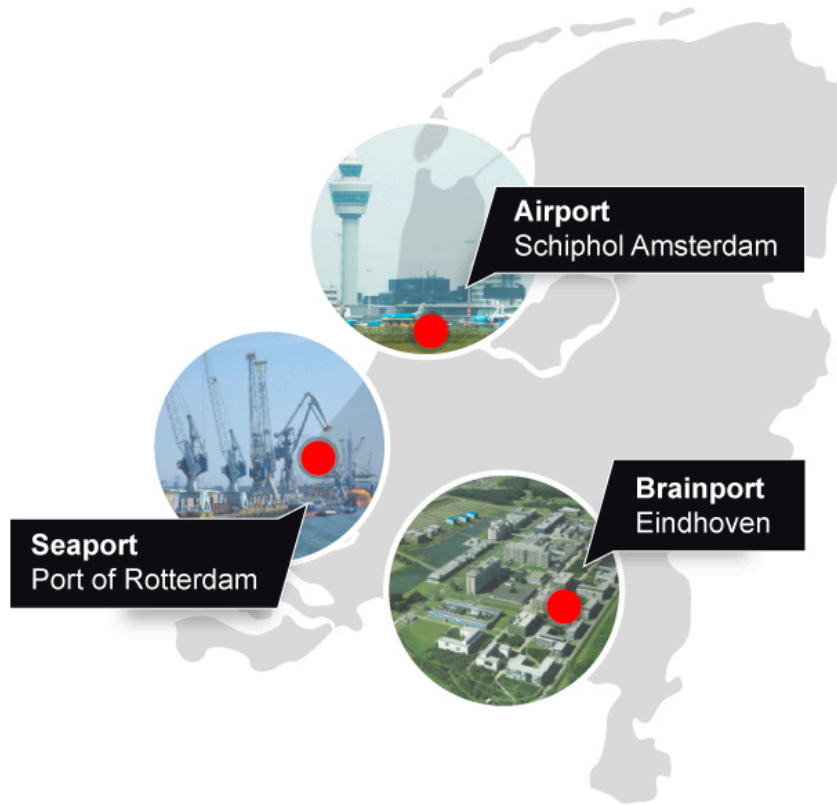 Airport
Schiphol Amsterdam
Seaport
Port of Rotterdam
Brainport
Eindhoven